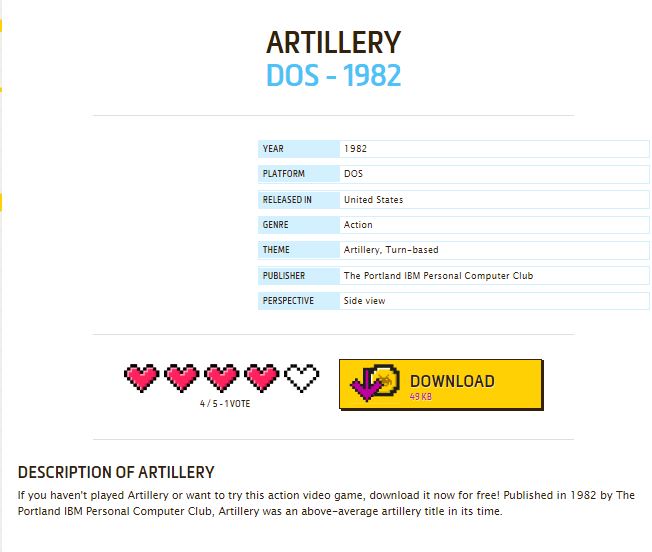 ARTILLERY
DOS - 1982
YEAR 1982
PLATFORM DOS
RELEASED IN United States
GENRE Action
THEME Artillery, Turn-based
PUBLISHER The Portland IBM Personal Computer Club
PERSPECTIVE Side view
4 / 5 - 1 VOTE
DOWNLOAD
49 KB
DESCRIPTION OF ARTILLERY
If you haven't played Artillery or want to try this action video game, download it now for free! Published in 1982 by The
Portland IBM Personal Computer Club, Artillery was an above-average artillery title in its time.